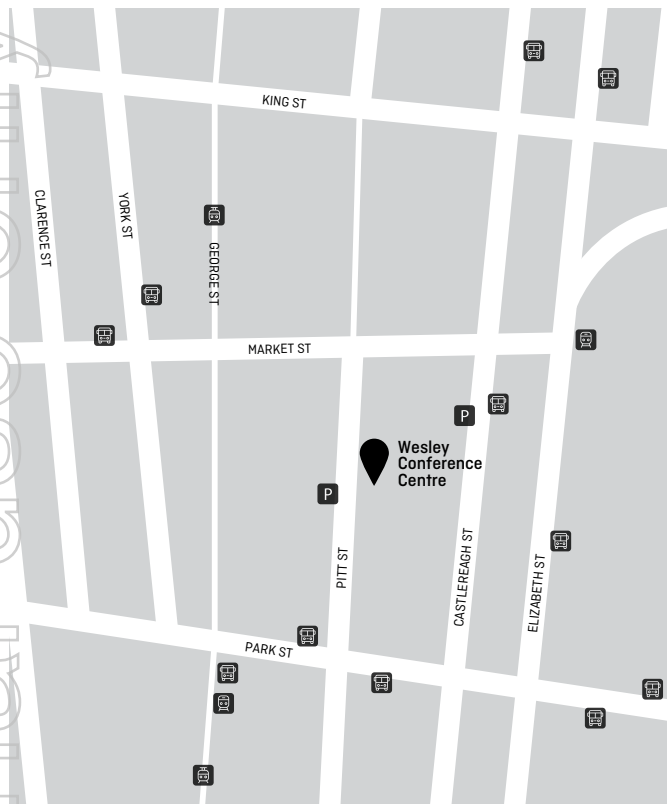 KING ST
CLARENCE ST
YORK ST
GEORGE ST
MARKET ST
P
Wesley
Conference
Centre
P
PITT ST
CASTLEREAGH ST
ELIZABETH ST
PARK ST